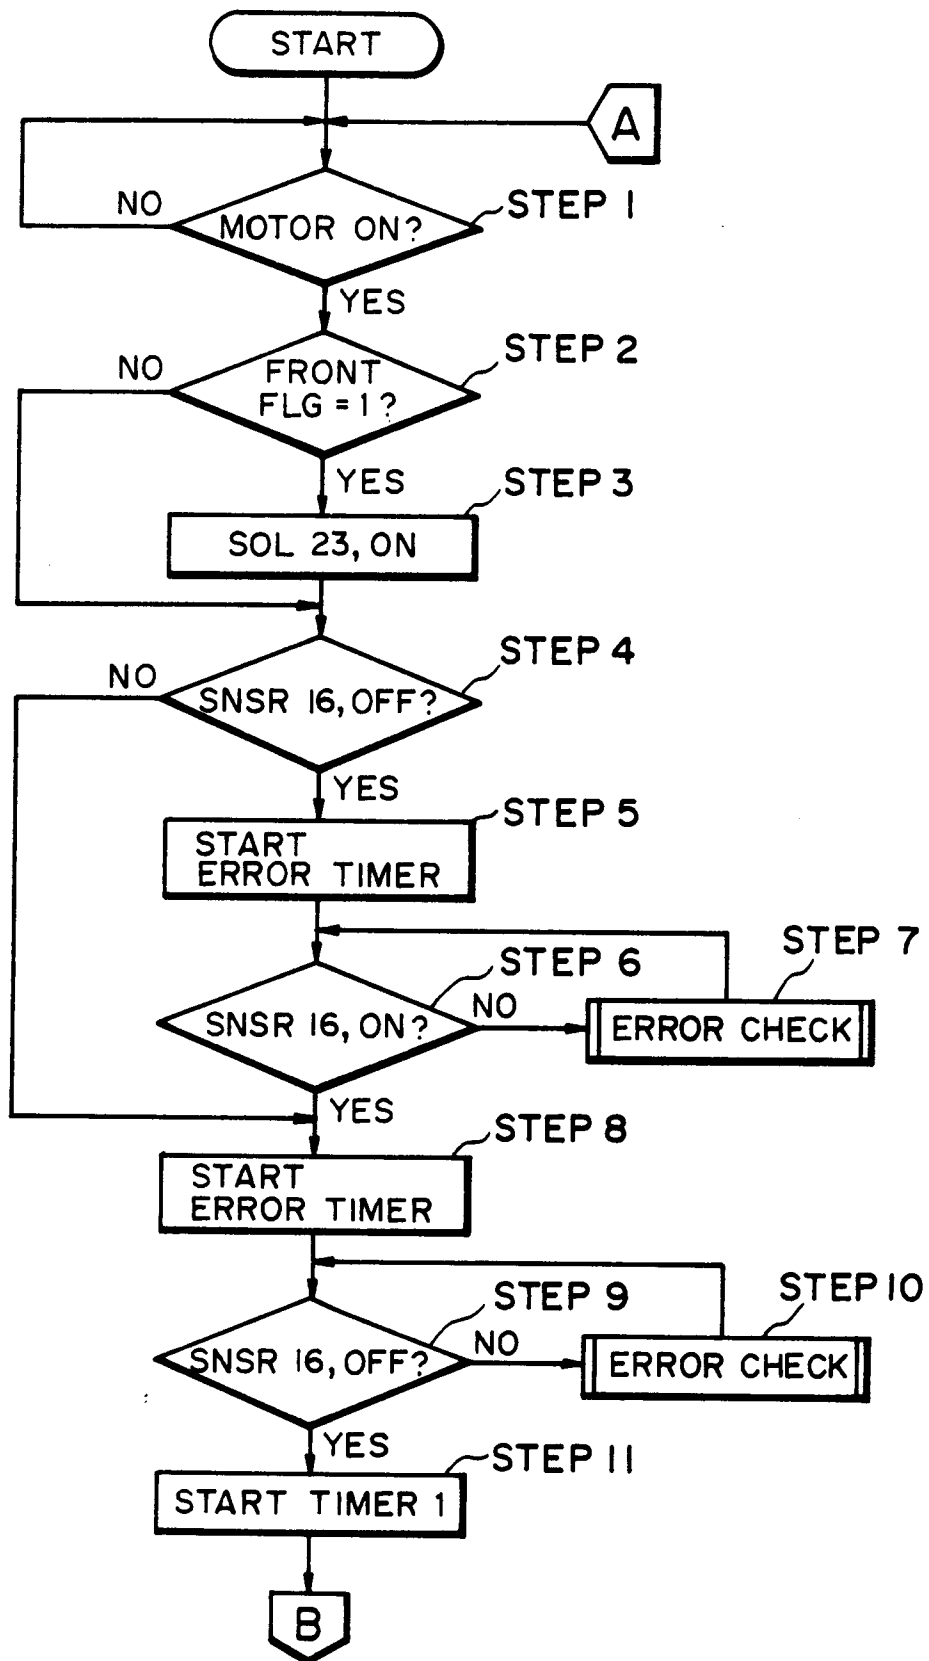 START
A
NO
STEP 1
MOTOR ON?
YES
NO
STEP 2
FRONT
FLG = 1 ?
YES
STEP 3
SOL 23, ON
STEP 4
NO
SNSR 16, OFF?
YES
STEP 5
START
ERROR TIMER
STEP 7
STEP 6
NO
SNSR 16, ON?
ERROR CHECK
YES
STEP 8
START
ERROR TIMER
STEP 10
STEP 9
NO
SNSR 16, OFF?
ERROR CHECK
YES
STEP 11
START TIMER 1
B